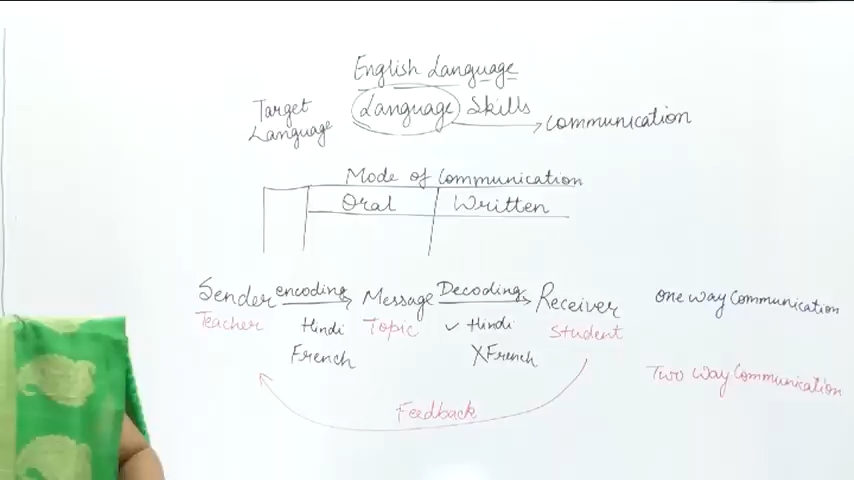 English Language
Target Language Skills
Language Communication
Mode of Communication
Oral Written
Sender encoding Message Decoding Receiver One way Communication
Teacher Hindi Topic ✓ Hindi Student
French X French
Two Way Communication
Feedback